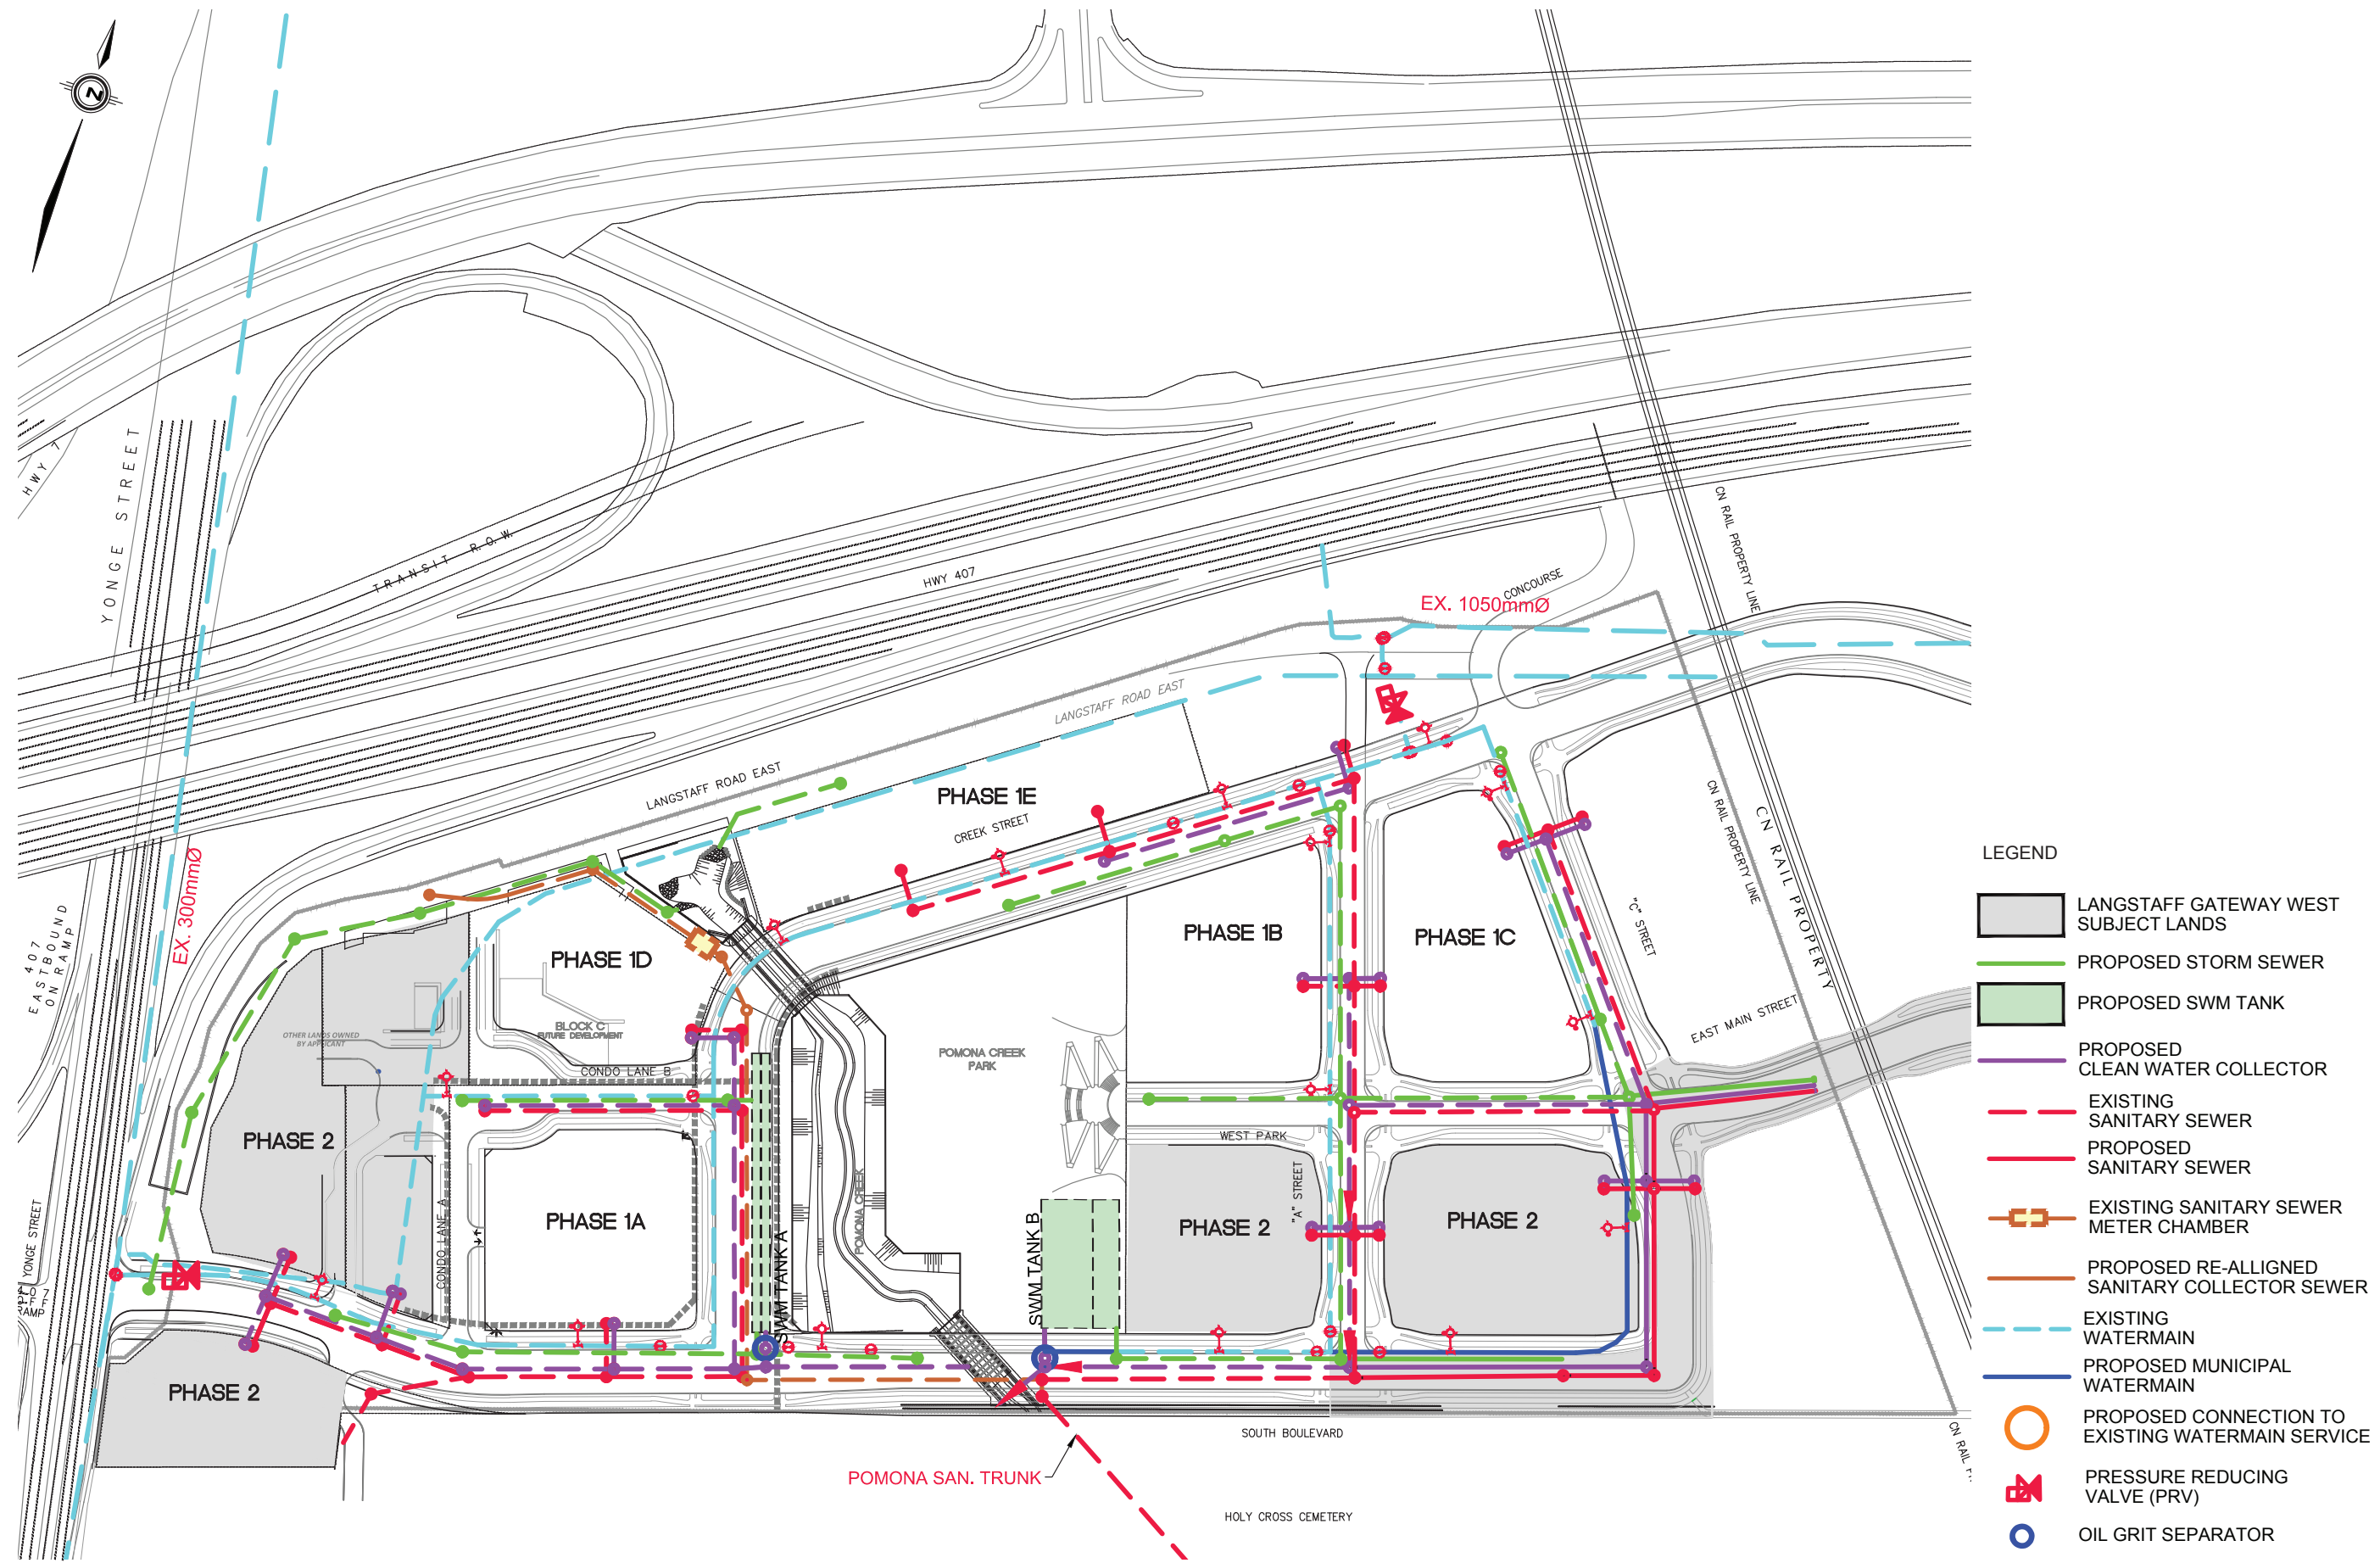 N
HWY 7
YONGE STREET
TRANSIT R.O.W.
HWY 407
CONCOURSE
EX. 1050mmØ
CN RAIL PROPERTY LINE
LANGSTAFF ROAD EAST
LANGSTAFF ROAD EAST
PHASE 1E
CREEK STREET
CN RAIL PROPERTY LINE
CN RAIL PROPERTY
EX. 300mmØ
E 407
EASTBOUND
ON RAMP
PHASE 1D
PHASE 1B
PHASE 1C
"C" STREET
EAST MAIN STREET
OTHER LANDS OWNED
BY APPLICANT
BLOCK C
FUTURE DEVELOPMENT
POMONA CREEK
PARK
CONDO LANE B
PHASE 2
WEST PARK
CONDO LANE A
PHASE 1A
SWM TANK A
POMONA CREEK
SWM TANK B
PHASE 2
"A" STREET
PHASE 2
YONGE STREET
RAMP
PHASE 2
SOUTH BOULEVARD
POMONA SAN. TRUNK
HOLY CROSS CEMETERY
CN RAIL
LEGEND
LANGSTAFF GATEWAY WEST
SUBJECT LANDS
PROPOSED STORM SEWER
PROPOSED SWM TANK
PROPOSED
CLEAN WATER COLLECTOR
EXISTING
SANITARY SEWER
PROPOSED
SANITARY SEWER
EXISTING SANITARY SEWER
METER CHAMBER
PROPOSED RE-ALLIGNED
SANITARY COLLECTOR SEWER
EXISTING
WATERMAIN
PROPOSED MUNICIPAL
WATERMAIN
PROPOSED CONNECTION TO
EXISTING WATERMAIN SERVICE
PRESSURE REDUCING
VALVE (PRV)
OIL GRIT SEPARATOR